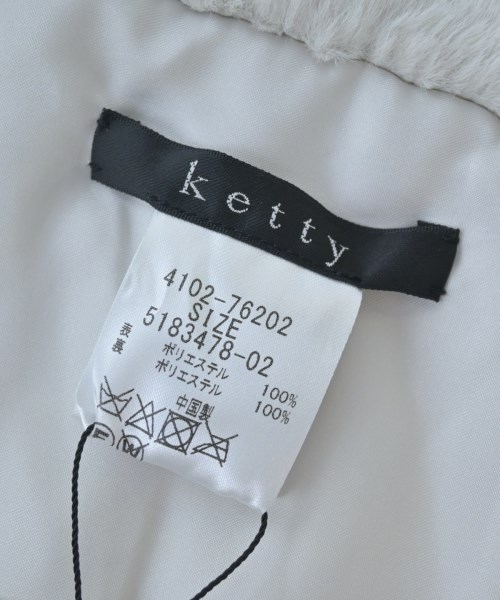 ketty
4102-76202
SIZE
5183478-02
表 ポリエステル 100%
裏 ポリエステル 100%
中国製